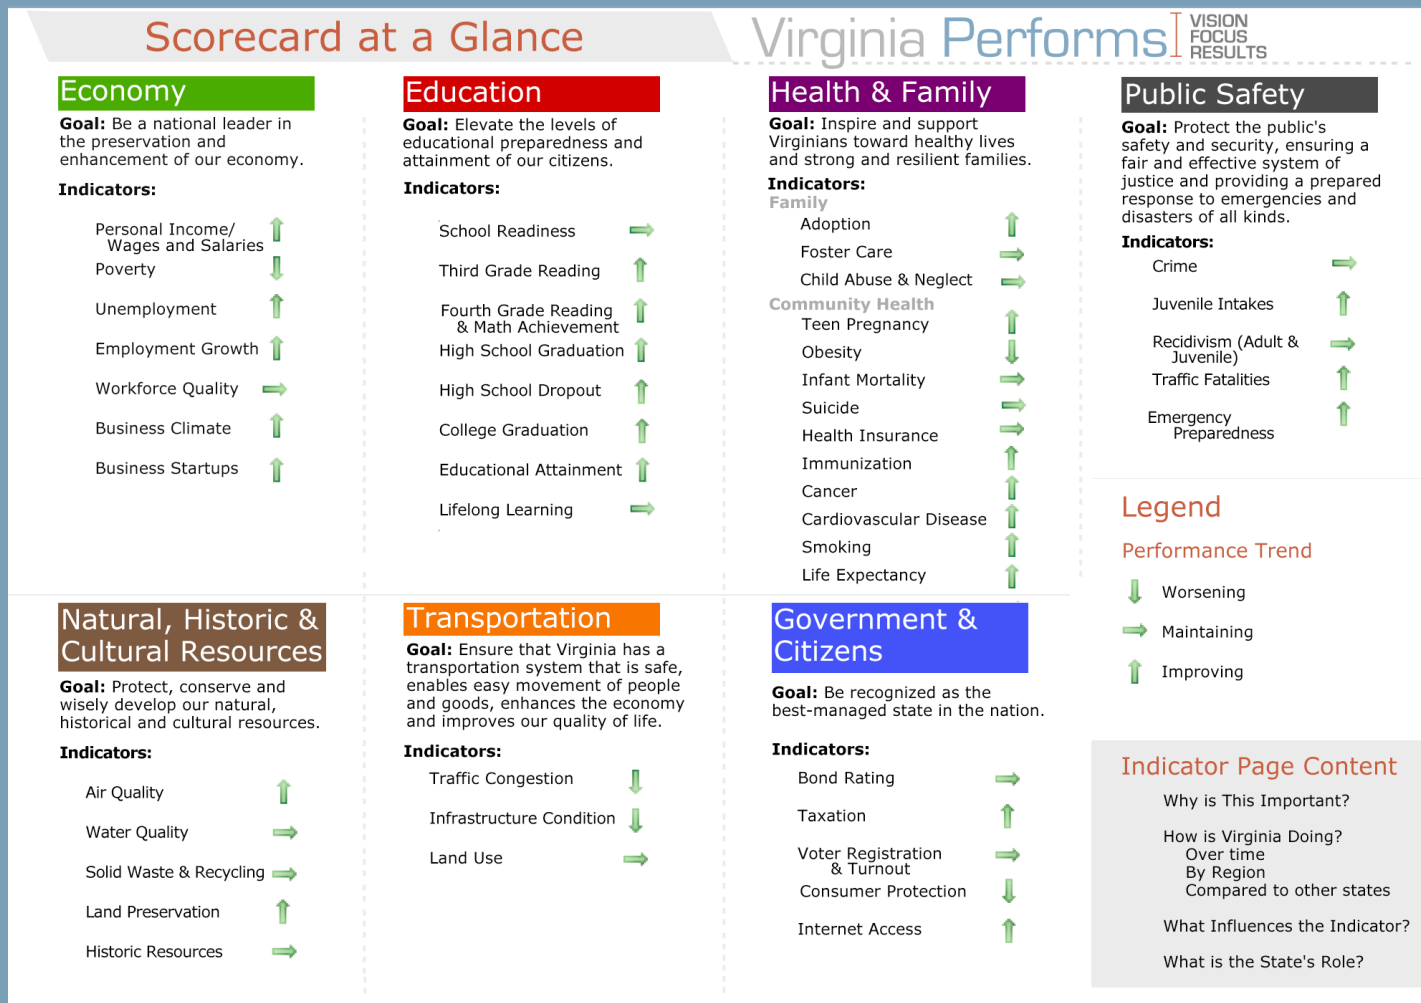 Scorecard at a Glance
Virginia Performs
VISION
FOCUS
RESULTS
Economy
Goal: Be a national leader in
the preservation and
enhancement of our economy.
Indicators:
Personal Income/
Wages and Salaries
Poverty
Unemployment
Employment Growth
Workforce Quality
Business Climate
Business Startups
Education
Goal: Elevate the levels of
educational preparedness and
attainment of our citizens.
Indicators:
School Readiness
Third Grade Reading
Fourth Grade Reading
& Math Achievement
High School Graduation
High School Dropout
College Graduation
Educational Attainment
Lifelong Learning
Health & Family
Goal: Inspire and support
Virginians toward healthy lives
and strong and resilient families.
Indicators:
Family
Adoption
Foster Care
Child Abuse & Neglect
Community Health
Teen Pregnancy
Obesity
Infant Mortality
Suicide
Health Insurance
Immunization
Cancer
Cardiovascular Disease
Smoking
Life Expectancy
Public Safety
Goal: Protect the public's
safety and security, ensuring a
fair and effective system of
justice and providing a prepared
response to emergencies and
disasters of all kinds.
Indicators:
Crime
Juvenile Intakes
Recidivism (Adult &
Juvenile)
Traffic Fatalities
Emergency
Preparedness
Legend
Performance Trend
Worsening
Maintaining
Improving
Natural, Historic &
Cultural Resources
Goal: Protect, conserve and
wisely develop our natural,
historical and cultural resources.
Indicators:
Air Quality
Water Quality
Solid Waste & Recycling
Land Preservation
Historic Resources
Transportation
Goal: Ensure that Virginia has a
transportation system that is safe,
enables easy movement of people
and goods, enhances the economy
and improves our quality of life.
Indicators:
Traffic Congestion
Infrastructure Condition
Land Use
Government &
Citizens
Goal: Be recognized as the
best-managed state in the nation.
Indicators:
Bond Rating
Taxation
Voter Registration
& Turnout
Consumer Protection
Internet Access
Indicator Page Content
Why is This Important?
How is Virginia Doing?
Over time
By Region
Compared to other states
What Influences the Indicator?
What is the State's Role?